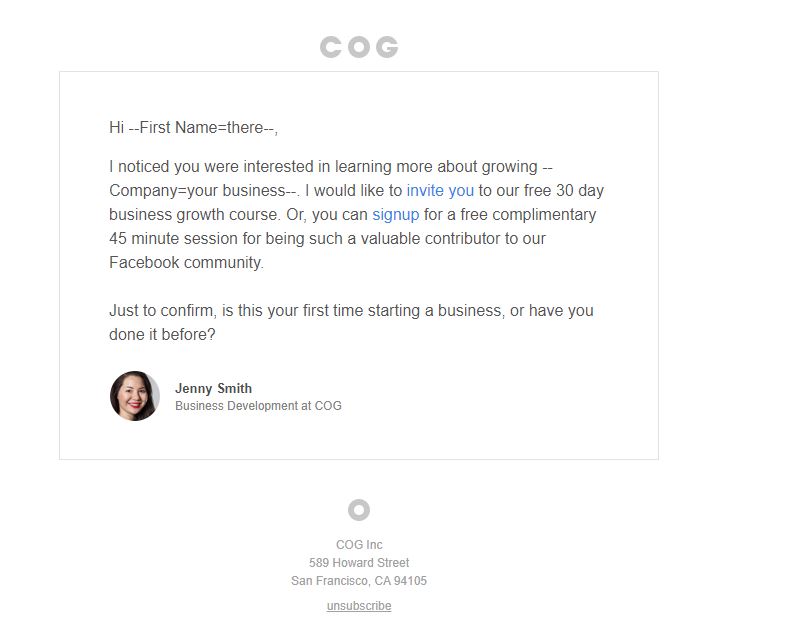 COG
Hi --First Name=there--,
I noticed you were interested in learning more about growing --
Company=your business--. I would like to invite you to our free 30 day
business growth course. Or, you can signup for a free complimentary
45 minute session for being such a valuable contributor to our
Facebook community.
Just to confirm, is this your first time starting a business, or have you
done it before?
Jenny Smith
Business Development at COG
COG Inc
589 Howard Street
San Francisco, CA 94105
unsubscribe